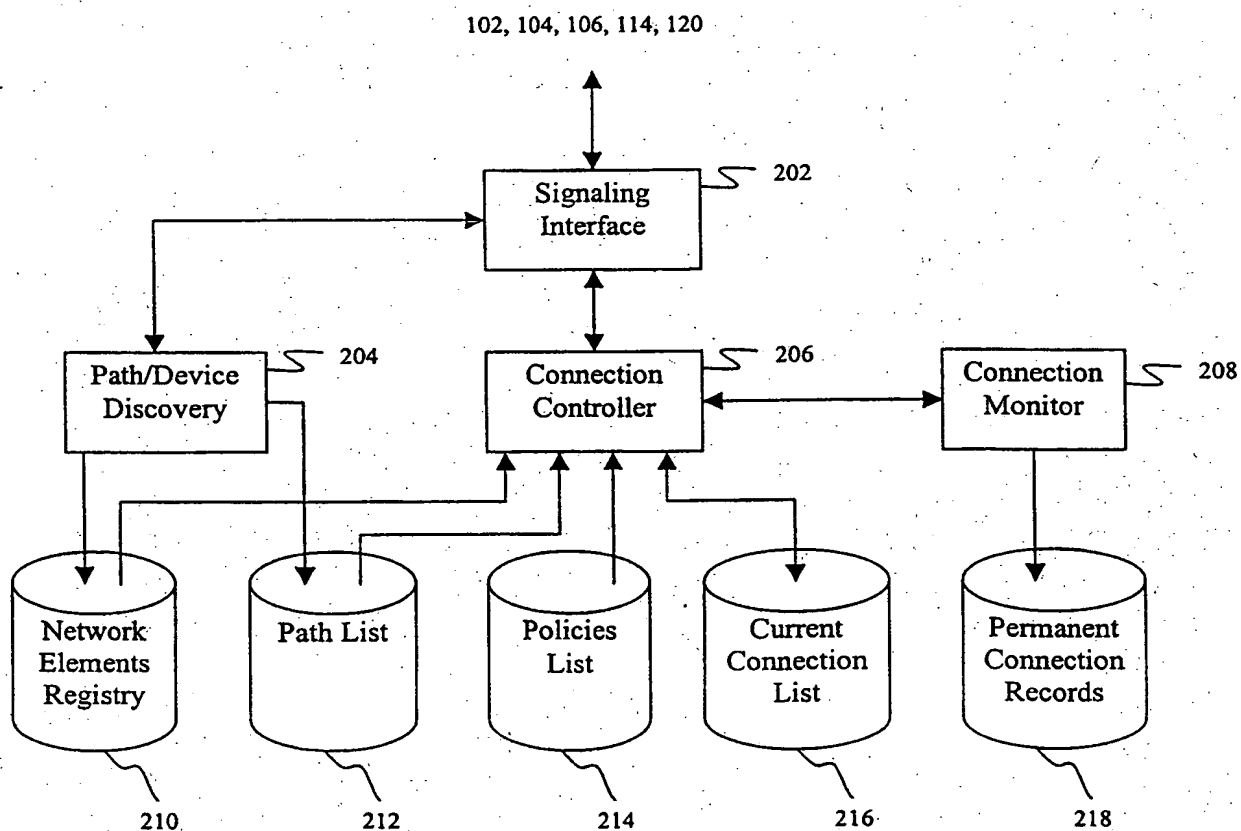 102, 104, 106, 114, 120
Signaling
Interface
202
Path/Device
Discovery
204
Connection
Controller
206
Connection
Monitor
208
Network
Elements
Registry
Path List
Policies
List
Current
Connection
List
Permanent
Connection
Records
210
212
214
216
218